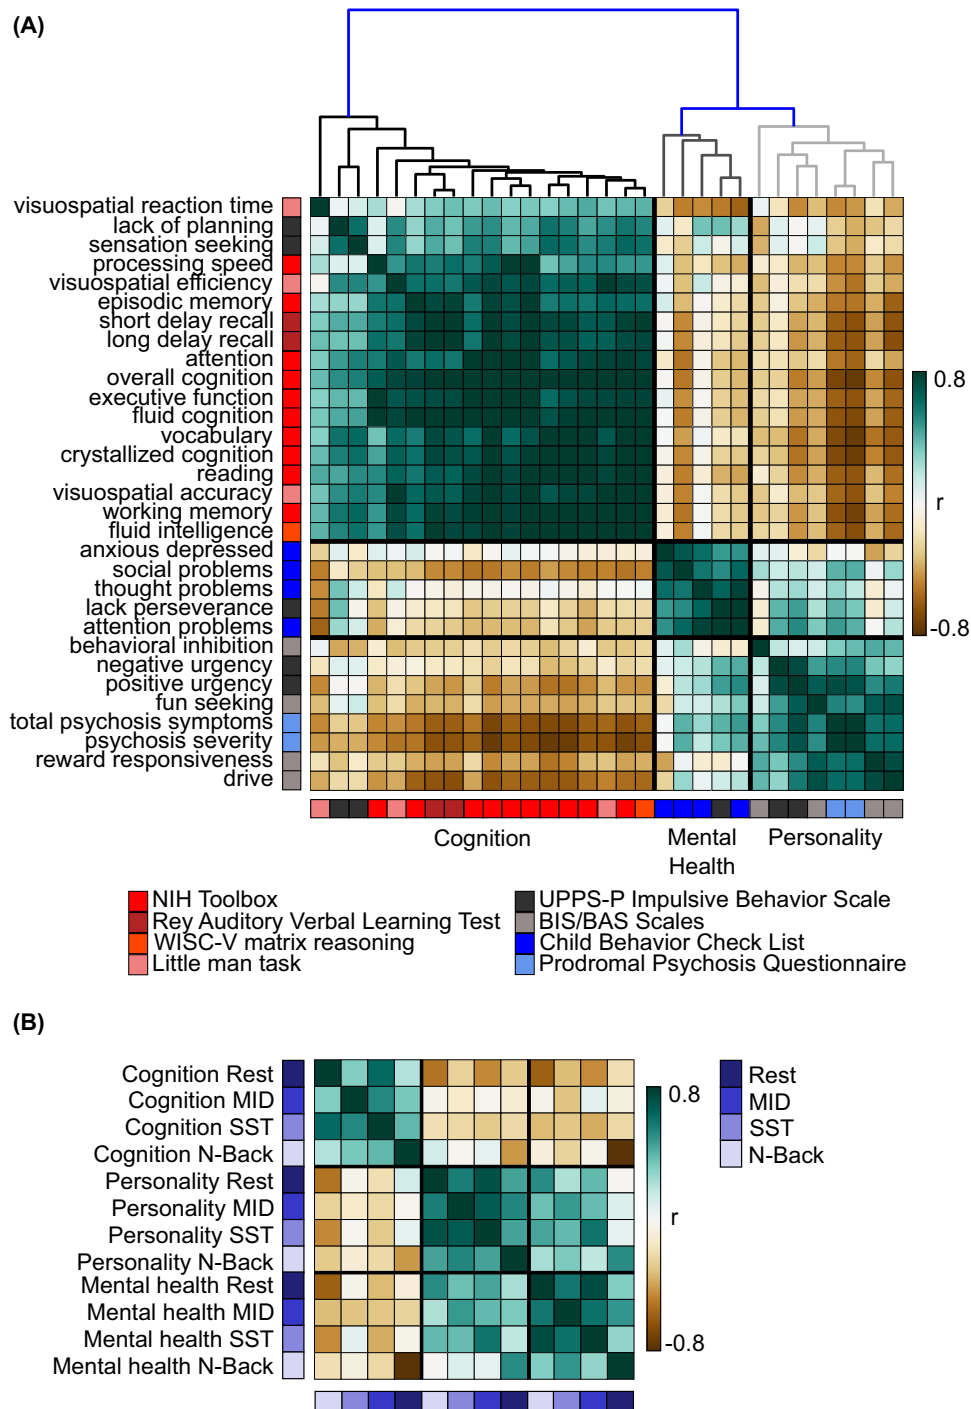 (A)
visuospatial reaction time
lack of planning
sensation seeking
processing speed
visuospatial efficiency
episodic memory
short delay recall
long delay recall
attention
overall cognition
executive function
fluid cognition
vocabulary
crystallized cognition
reading
visuospatial accuracy
working memory
fluid intelligence
anxious depressed
social problems
thought problems
lack perseverance
attention problems
behavioral inhibition
negative urgency
positive urgency
fun seeking
total psychosis symptoms
psychosis severity
reward responsiveness
drive
0.8
r
-0.8
Cognition
Mental
Health
Personality
NIH Toolbox
Rey Auditory Verbal Learning Test
WISC-V matrix reasoning
Little man task
UPPS-P Impulsive Behavior Scale
BIS/BAS Scales
Child Behavior Check List
Prodromal Psychosis Questionnaire
(B)
Cognition Rest
Cognition MID
Cognition SST
Cognition N-Back
Personality Rest
Personality MID
Personality SST
Personality N-Back
Mental health Rest
Mental health MID
Mental health SST
Mental health N-Back
0.8
r
-0.8
Rest
MID
SST
N-Back